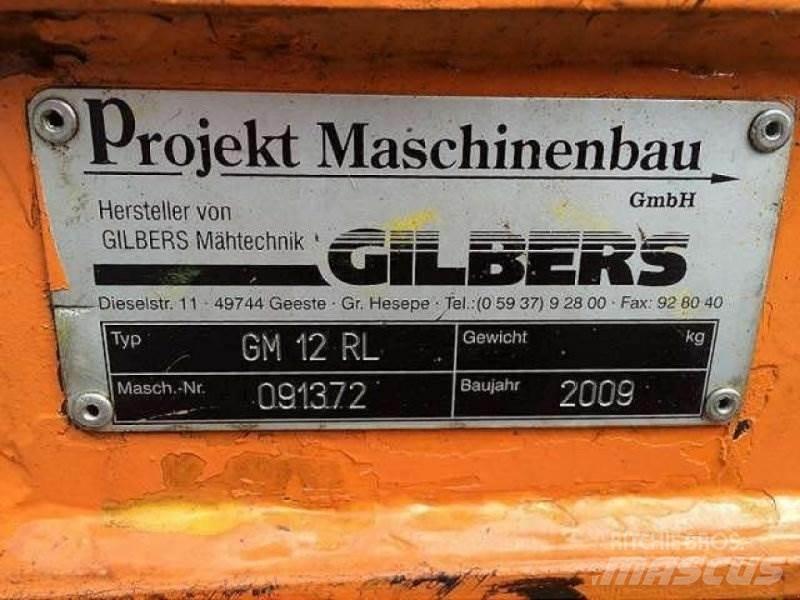 Projekt Maschinenbau
GmbH
Hersteller von
GILBERS Mähtechnik
GILBERS
Dieselstr. 11 · 49744 Geeste · Gr. Hesepe · Tel.:(0 59 37) 9 28 00 · Fax: 92 80 40
Typ GM 12 RL Gewicht kg
Masch.-Nr. 091372 Baujahr 2009
RITCHIE BROS.
mascus